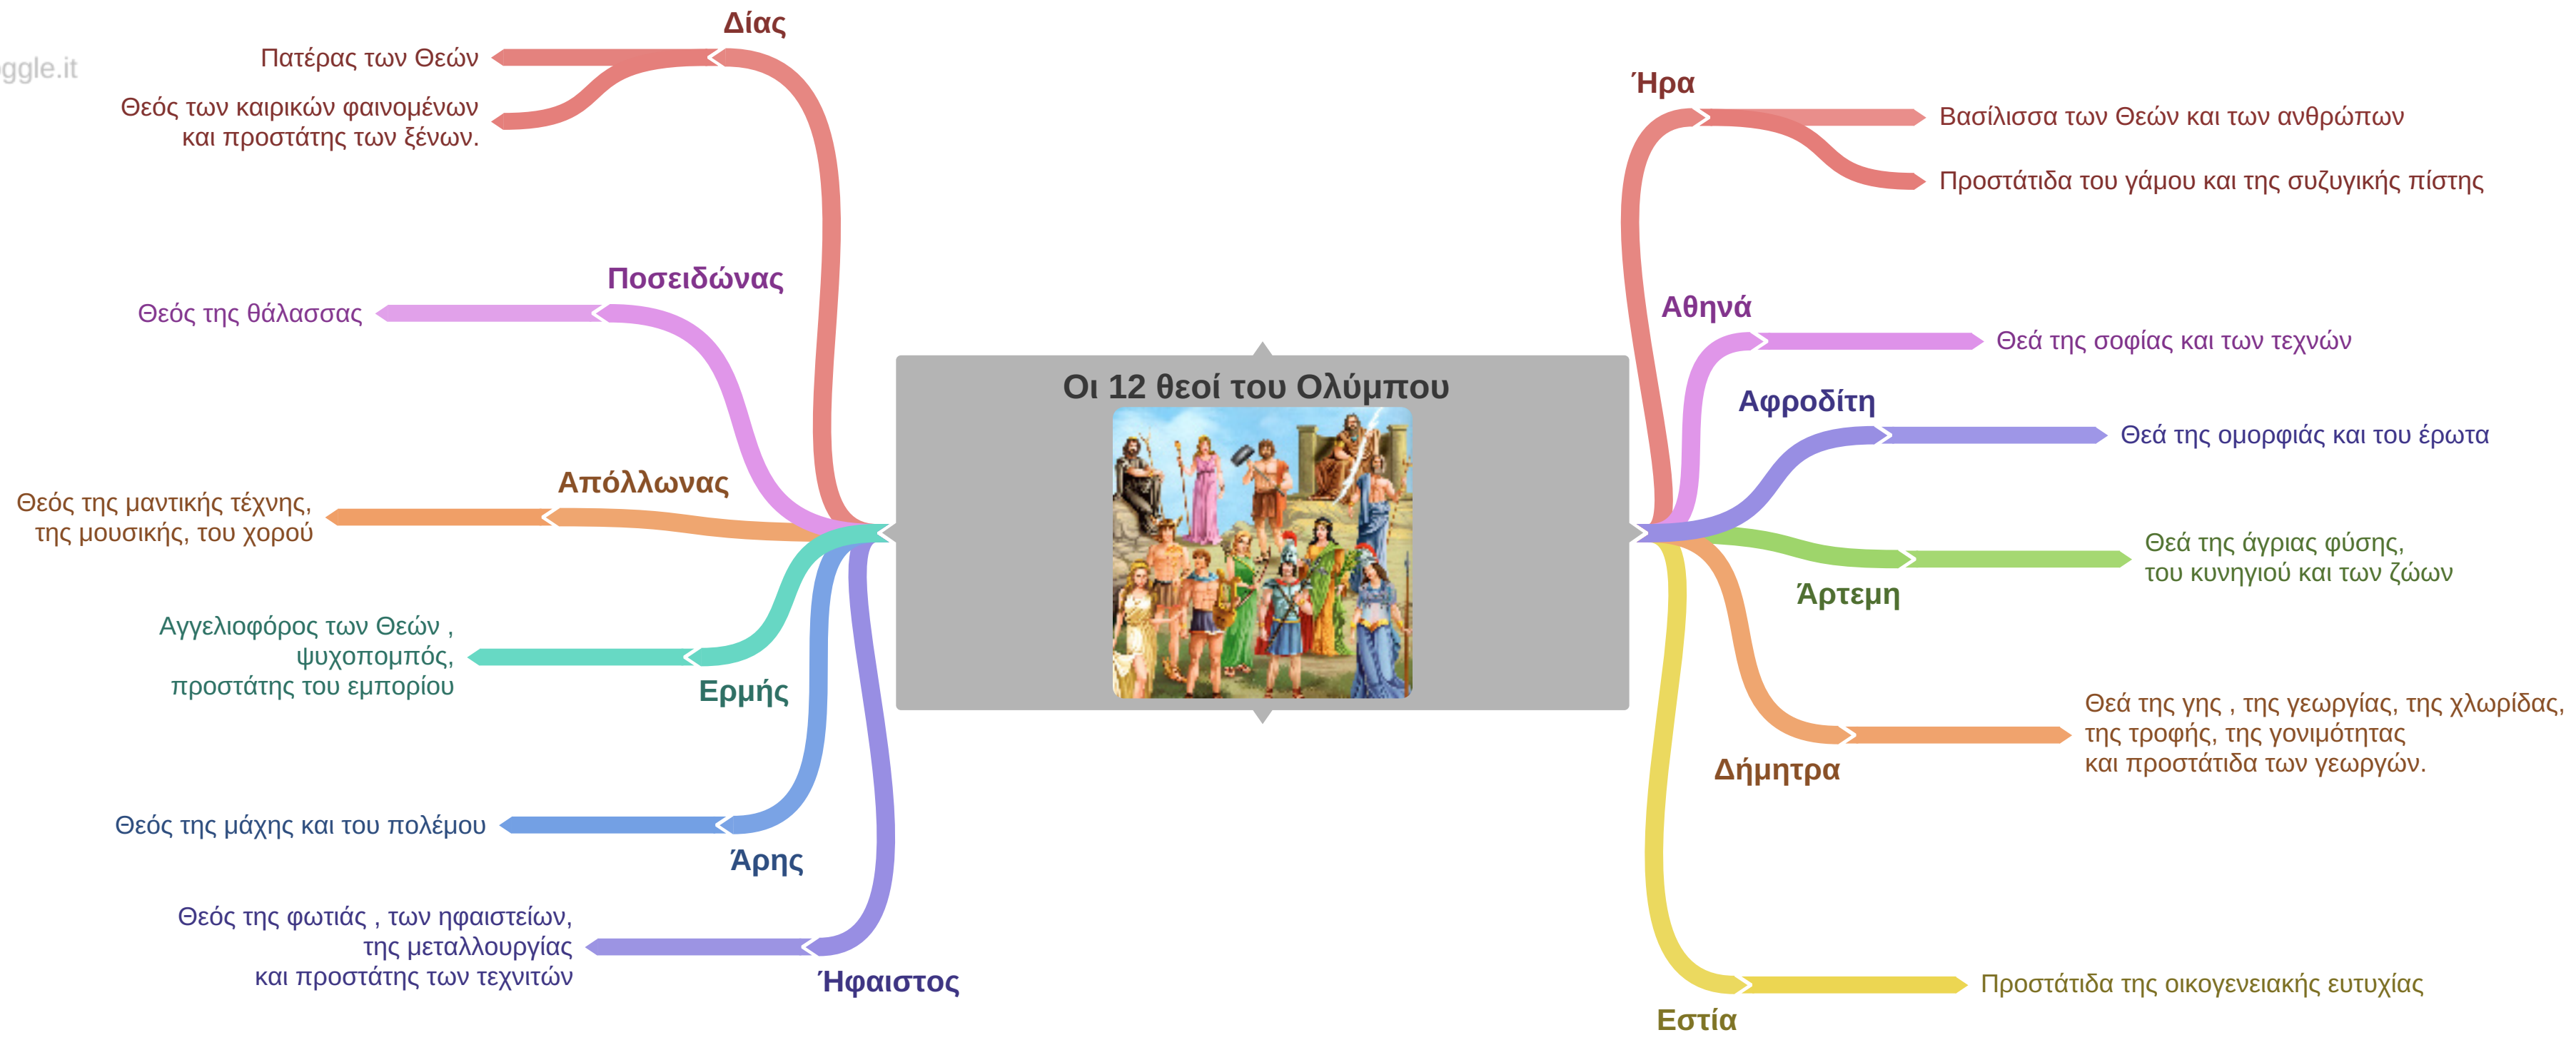 ggle.it
Οι 12 θεοί του Ολύμπου
Δίας
Πατέρας των Θεών
Θεός των καιρικών φαινομένων
και προστάτης των ξένων.
Ποσειδώνας
Θεός της θάλασσας
Απόλλωνας
Θεός της μαντικής τέχνης,
της μουσικής, του χορού
Ερμής
Αγγελιοφόρος των Θεών ,
ψυχοπομπός,
προστάτης του εμπορίου
Άρης
Θεός της μάχης και του πολέμου
Ήφαιστος
Θεός της φωτιάς , των ηφαιστείων,
της μεταλλουργίας
και προστάτης των τεχνιτών
Ήρα
Βασίλισσα των Θεών και των ανθρώπων
Προστάτιδα του γάμου και της συζυγικής πίστης
Αθηνά
Θεά της σοφίας και των τεχνών
Αφροδίτη
Θεά της ομορφιάς και του έρωτα
Άρτεμη
Θεά της άγριας φύσης,
του κυνηγιού και των ζώων
Δήμητρα
Θεά της γης , της γεωργίας, της χλωρίδας,
της τροφής, της γονιμότητας
και προστάτιδα των γεωργών.
Εστία
Προστάτιδα της οικογενειακής ευτυχίας